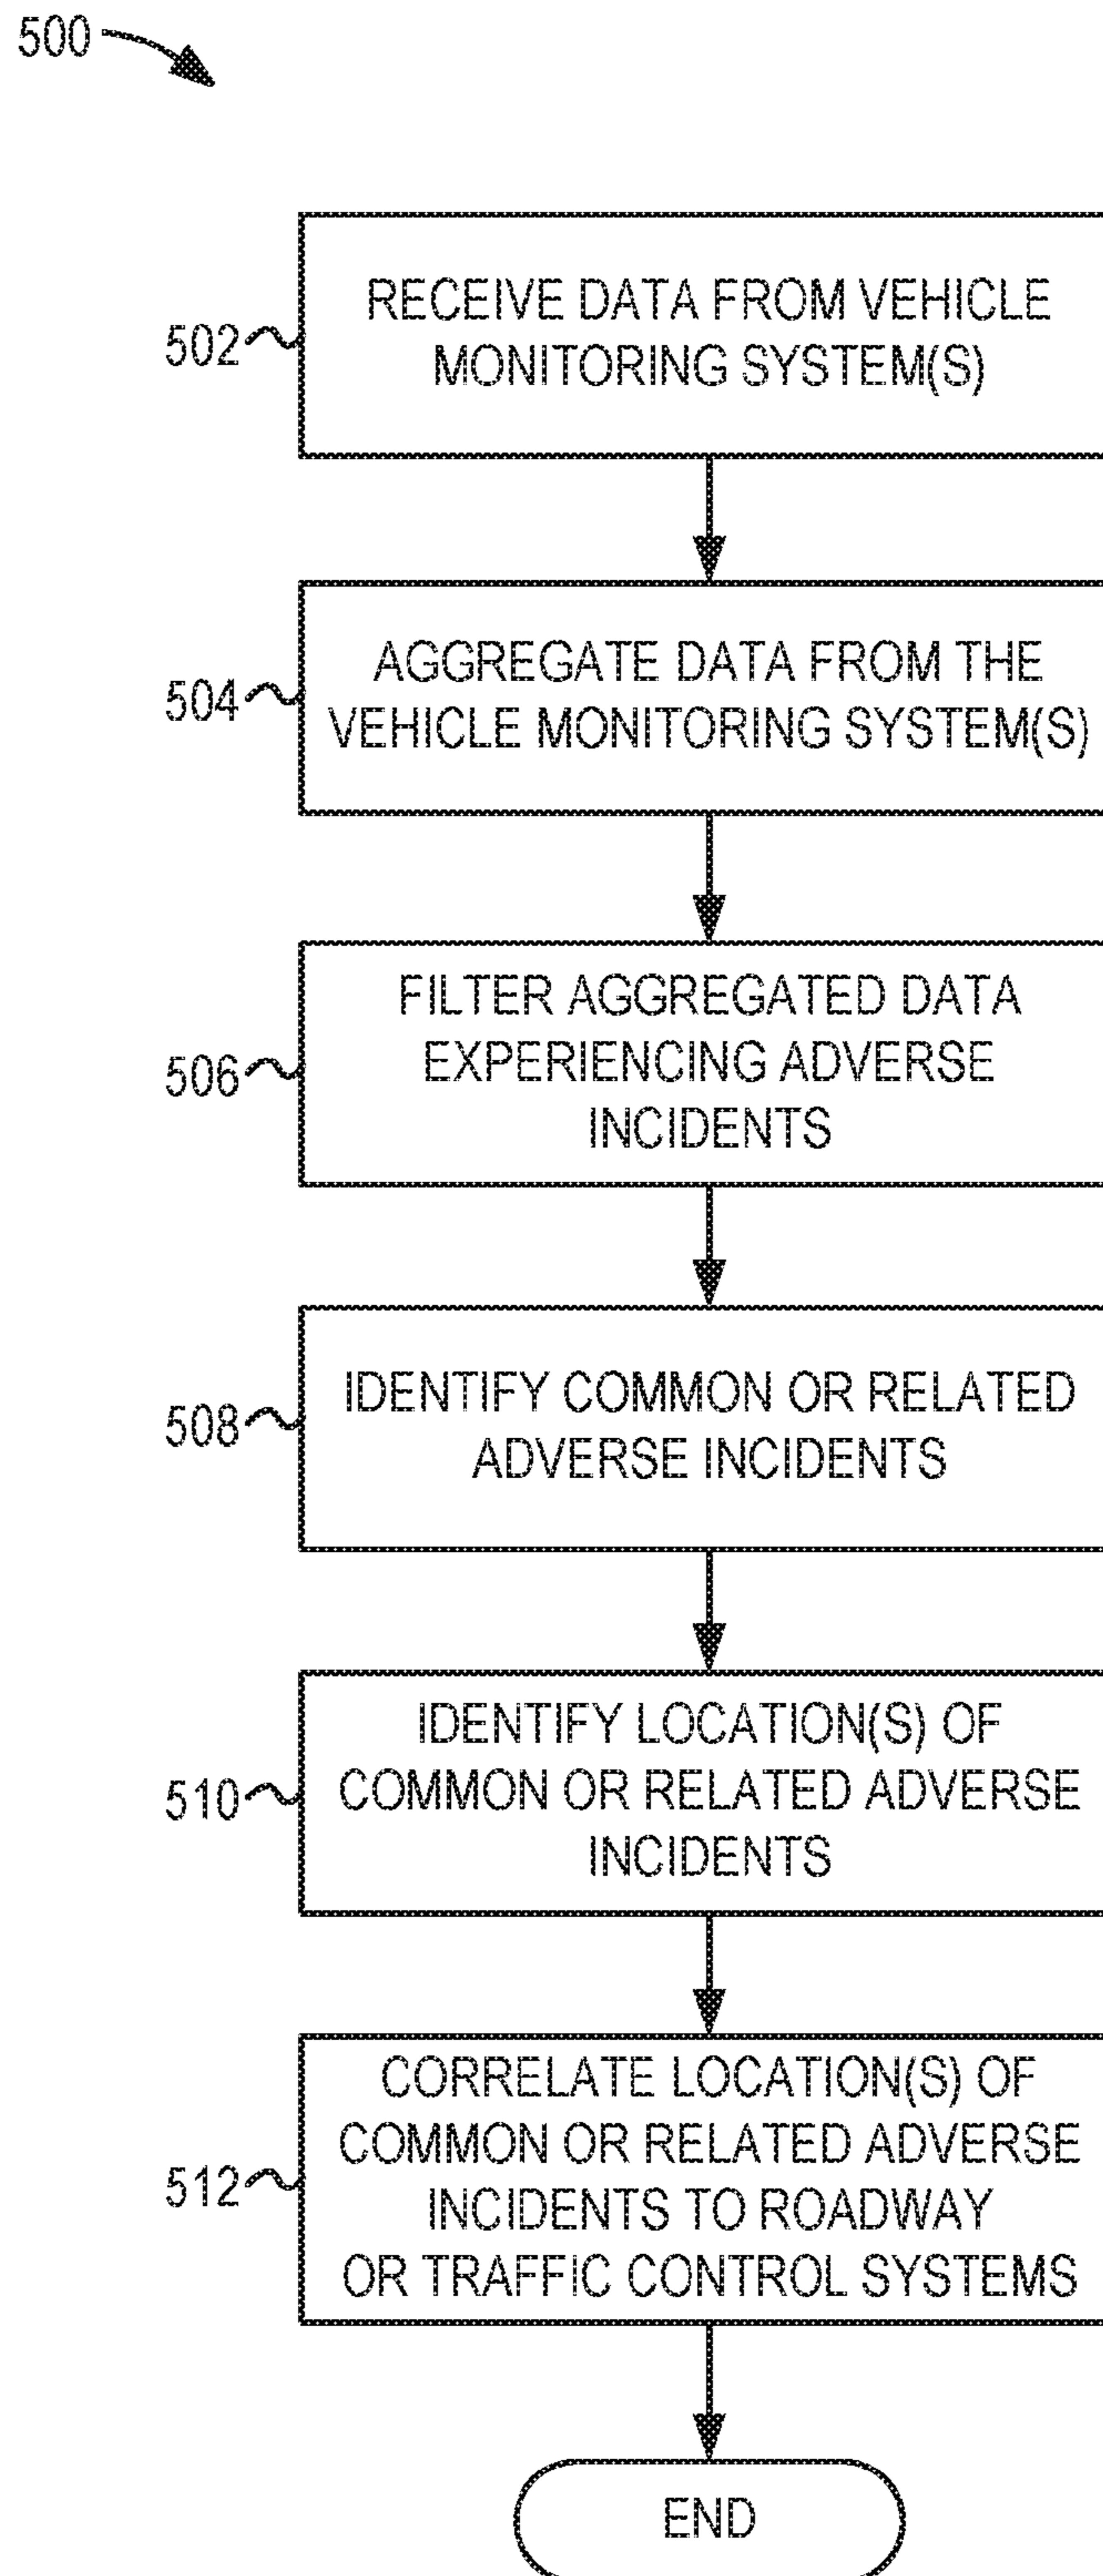 500
502
RECEIVE DATA FROM VEHICLE
MONITORING SYSTEM(S)
504
AGGREGATE DATA FROM THE
VEHICLE MONITORING SYSTEM(S)
506
FILTER AGGREGATED DATA
EXPERIENCING ADVERSE
INCIDENTS
508
IDENTIFY COMMON OR RELATED
ADVERSE INCIDENTS
510
IDENTIFY LOCATION(S) OF
COMMON OR RELATED ADVERSE
INCIDENTS
512
CORRELATE LOCATION(S) OF
COMMON OR RELATED ADVERSE
INCIDENTS TO ROADWAY
OR TRAFFIC CONTROL SYSTEMS
END